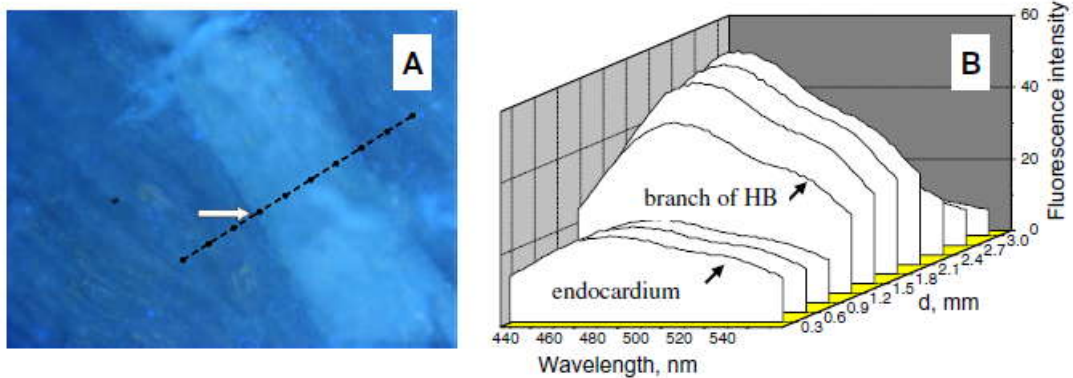 A
B
60
40
20
0
Fluorescence intensity
branch of HB
endocardium
0.3 0.6 0.9 1.2 1.5 1.8 2.1 2.4 2.7 3.0
d, mm
440 460 480 500 520 540
Wavelength, nm